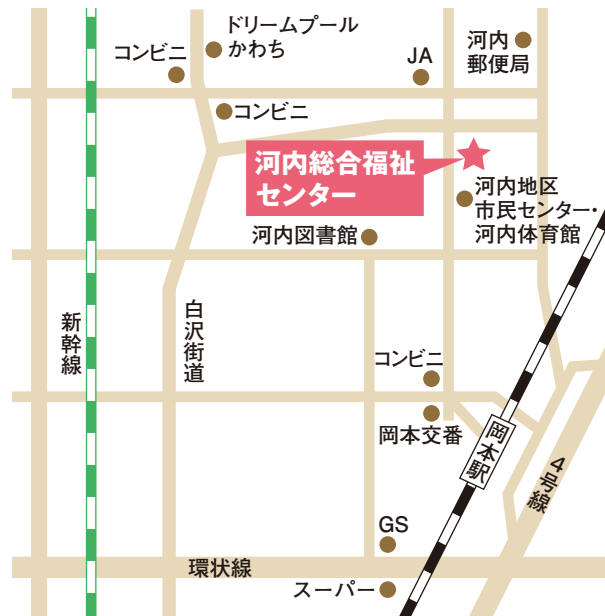 ドリームプール
かわち
コンビニ
JA
河内
郵便局
コンビニ
河内総合福祉
センター
河内地区
市民センター・
河内体育館
河内図書館
新幹線
白沢街道
コンビニ
岡本交番
岡本駅
4号線
GS
環状線
スーパー